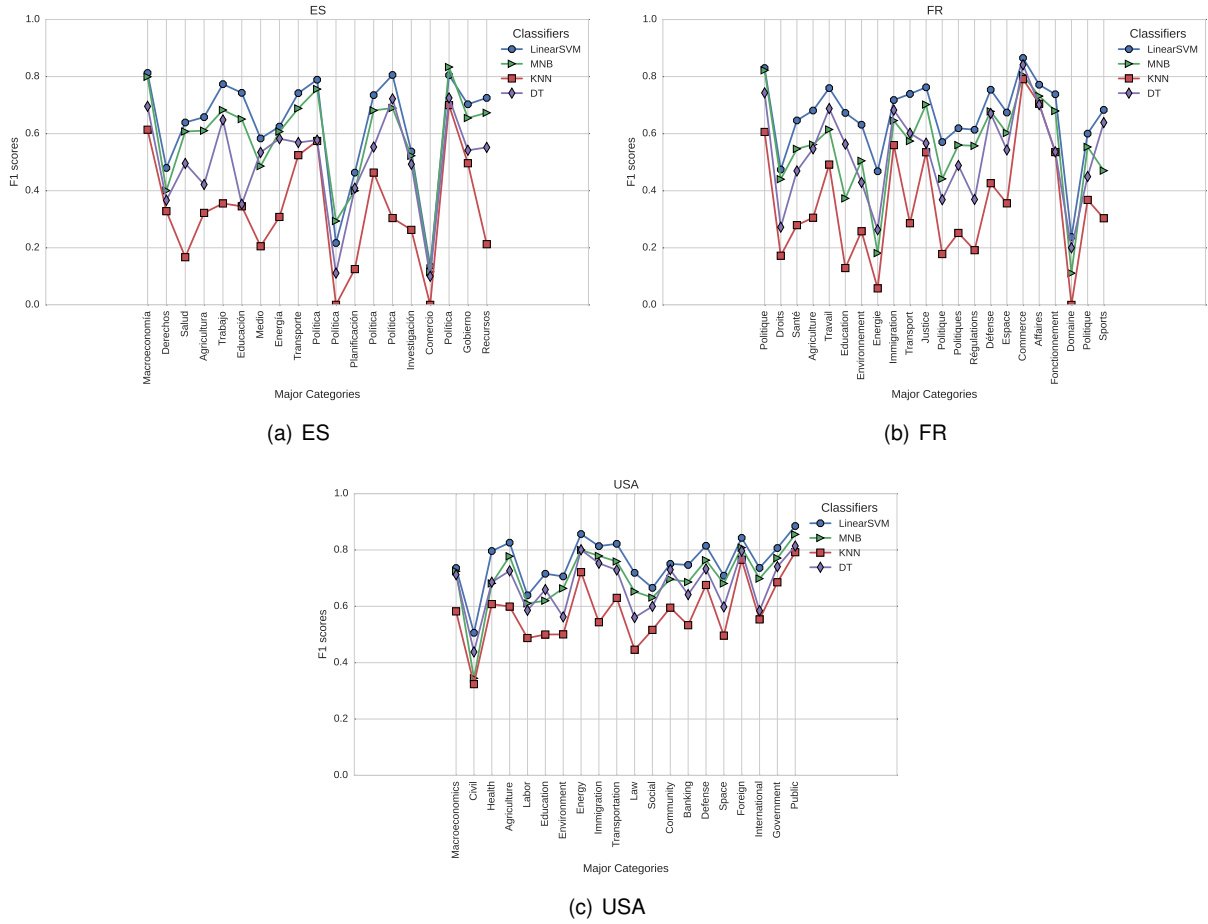 ES
1.0
0.8
0.6
0.4
0.2
0.0
F1 scores
Classifiers
LinearSVM
MNB
KNN
DT
Macroeconomía
Derechos
Salud
Agricultura
Trabajo
Educación
Medio
Energía
Transporte
Política
Política
Planificación
Política
Política
Investigación
Comercio
Política
Gobierno
Recursos
Major Categories
(a) ES
FR
1.0
0.8
0.6
0.4
0.2
0.0
F1 scores
Classifiers
LinearSVM
MNB
KNN
DT
Politique
Droits
Santé
Agriculture
Travail
Education
Environnement
Energie
Immigration
Transport
Justice
Politique
Politiques
Régulations
Défense
Espace
Commerce
Affaires
Fonctionnement
Domaine
Politique
Sports
Major Categories
(b) FR
USA
1.0
0.8
0.6
0.4
0.2
0.0
F1 scores
Classifiers
LinearSVM
MNB
KNN
DT
Macroeconomics
Civil
Health
Agriculture
Labor
Education
Environment
Energy
Immigration
Transportation
Law
Social
Community
Banking
Defense
Space
Foreign
International
Government
Public
Major Categories
(c) USA